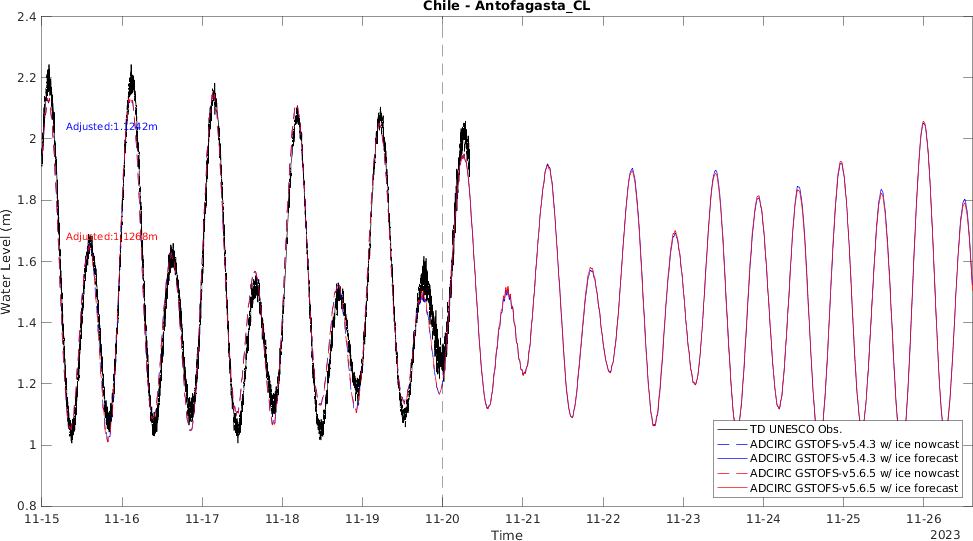 Chile - Antofagasta_CL
2.4
2.2
2
1.8
1.6
1.4
1.2
1
0.8
Water Level (m)
Adjusted:1.1242m
Adjusted:1.1268m
TD UNESCO Obs.
ADCIRC GSTOFS-v5.4.3 w/ ice nowcast
ADCIRC GSTOFS-v5.4.3 w/ ice forecast
ADCIRC GSTOFS-v5.6.5 w/ ice nowcast
ADCIRC GSTOFS-v5.6.5 w/ ice forecast
11-15 11-16 11-17 11-18 11-19 11-20 11-21 11-22 11-23 11-24 11-25 11-26
2023
Time